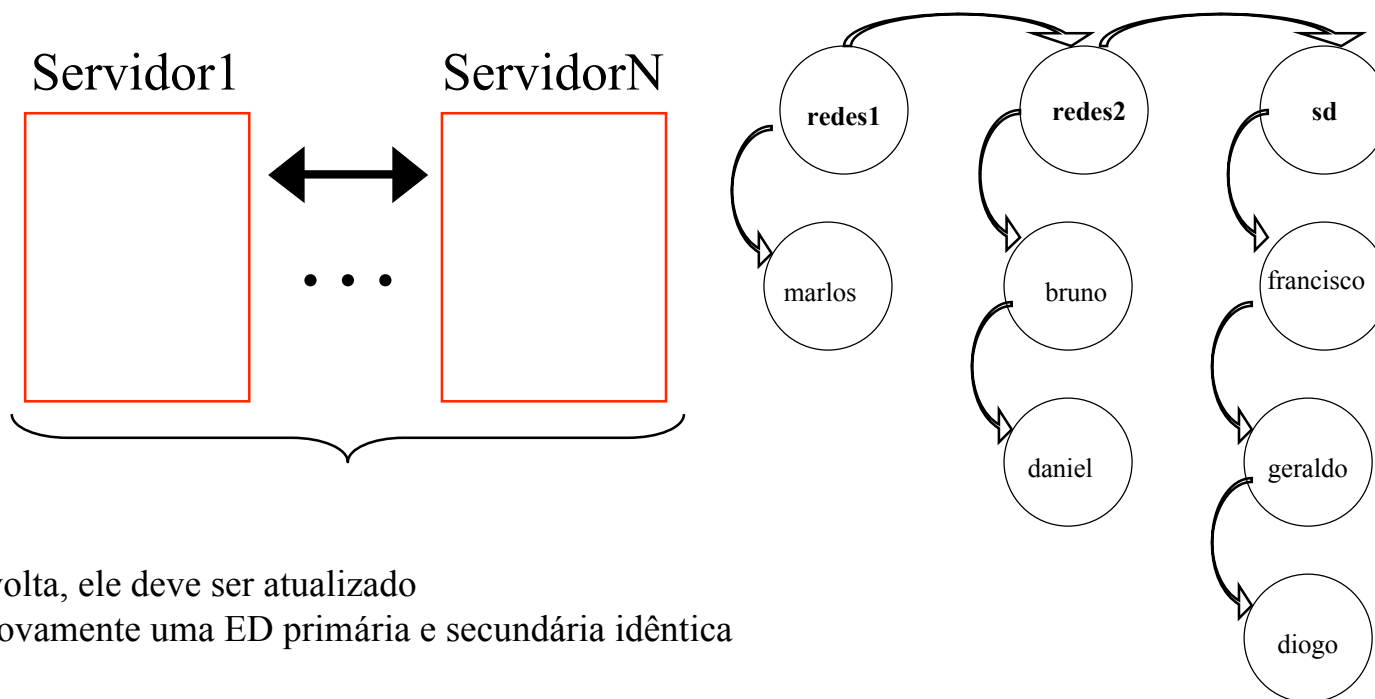 Servidor1 ServidorN
redes1 redes2 sd
marlos bruno francisco
daniel geraldo
diogo
volta, ele deve ser atualizado
ovamente uma ED primária e secundária idêntica